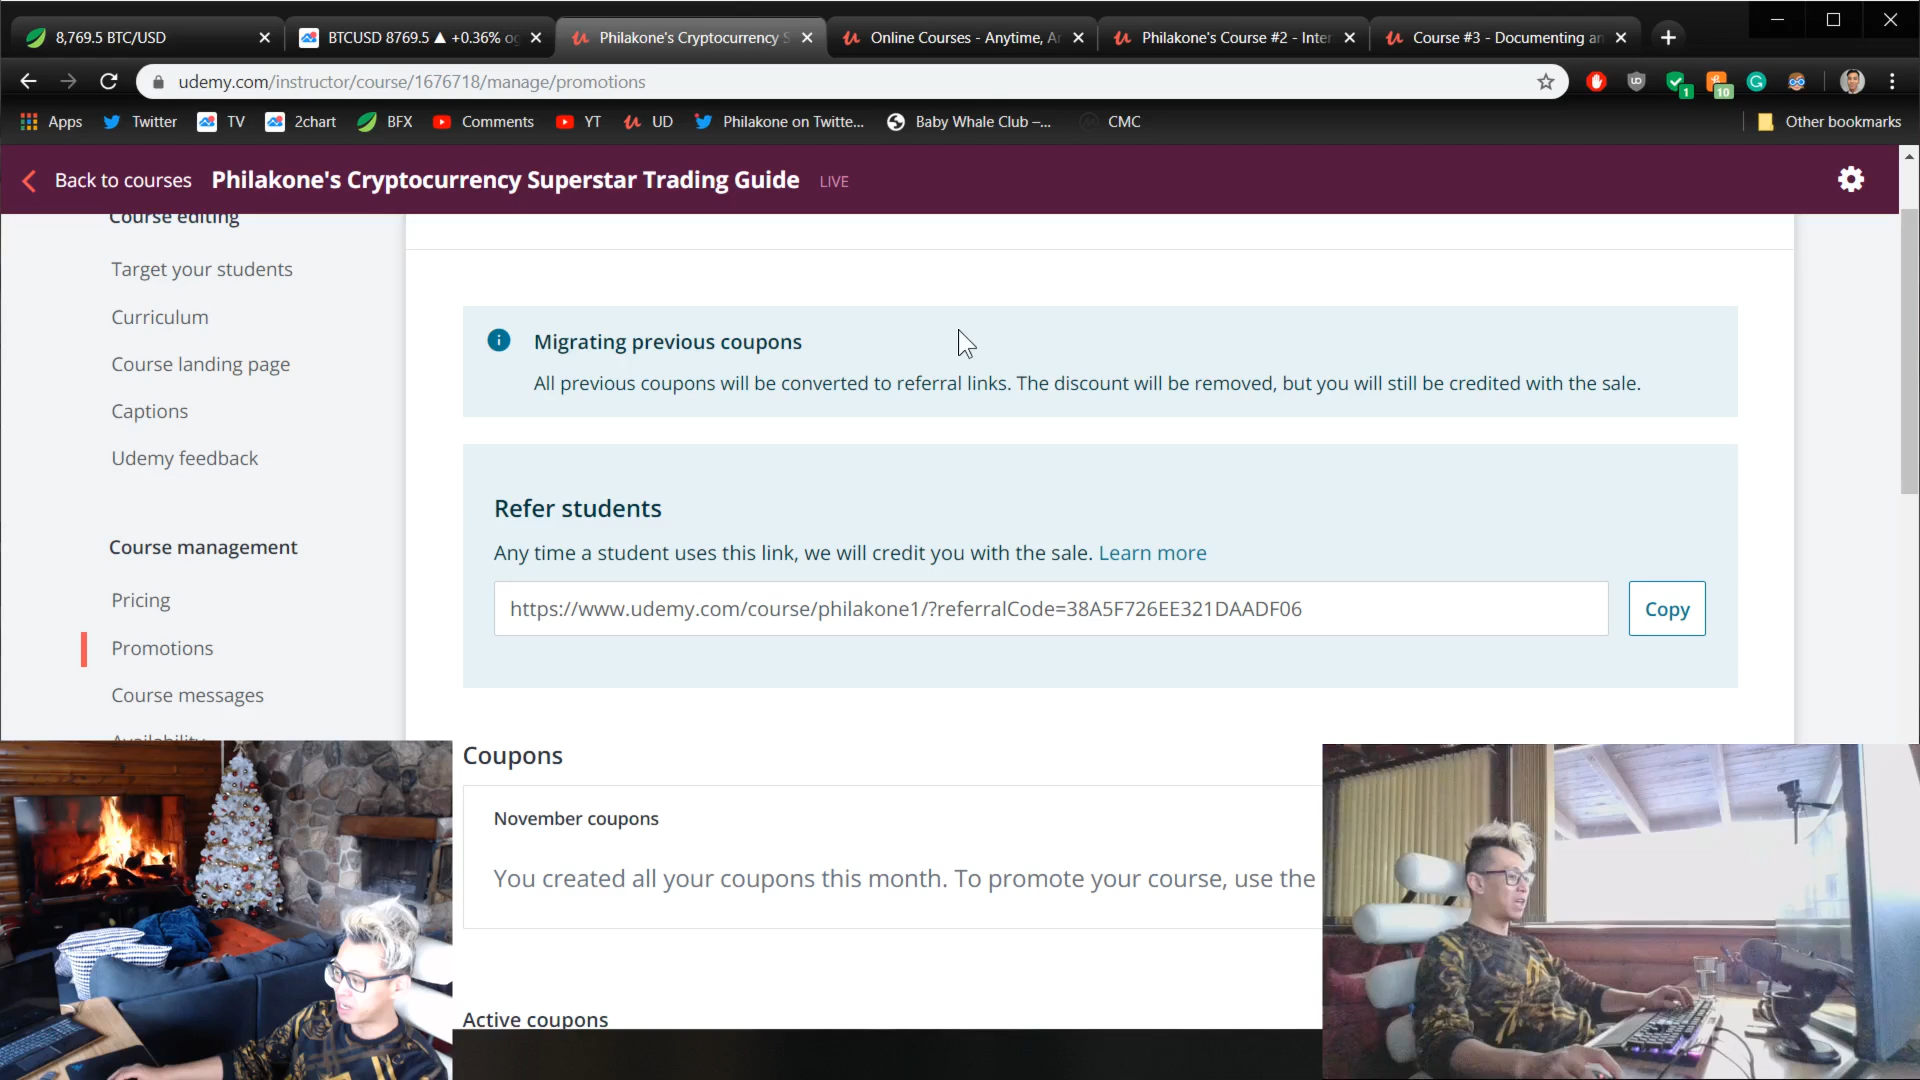 8,769.5 BTC/USD
BTCUSD 8769.5 ▲ +0.36%
Philakone's Cryptocurrency S
Online Courses - Anytime, Ar
Philakone's Course #2 - Inter
Course #3 - Documenting an
udemy.com/instructor/course/1676718/manage/promotions
1
10
Apps
Twitter
TV
2chart
BFX
Comments
YT
UD
Philakone on Twitte...
Baby Whale Club –...
CMC
Other bookmarks
Back to courses
Philakone's Cryptocurrency Superstar Trading Guide
LIVE
Course editing
Target your students
Curriculum
Course landing page
Captions
Udemy feedback
Course management
Pricing
Promotions
Course messages
Availability
Migrating previous coupons
All previous coupons will be converted to referral links. The discount will be removed, but you will still be credited with the sale.
Refer students
Any time a student uses this link, we will credit you with the sale. Learn more
https://www.udemy.com/course/philakone1/?referralCode=38A5F726EE321DAADF06
Copy
Coupons
November coupons
You created all your coupons this month. To promote your course, use the
Active coupons